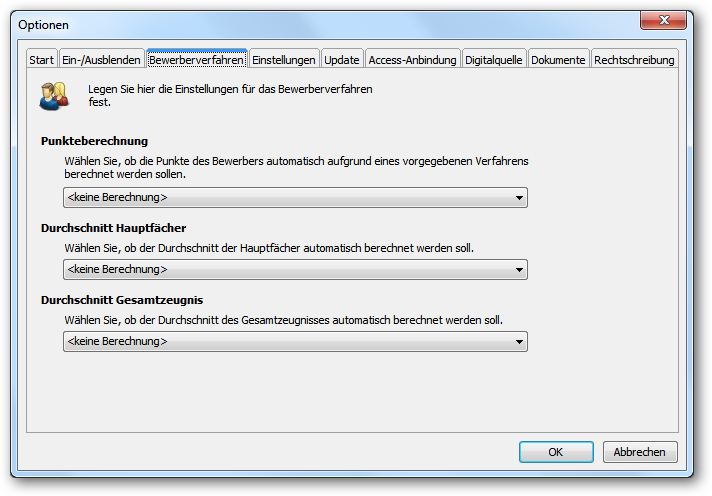 Optionen
Start Ein-/Ausblenden Bewerberverfahren Einstellungen Update Access-Anbindung Digitalquelle Dokumente Rechtschreibung
Legen Sie hier die Einstellungen für das Bewerberverfahren
fest.
Punkteberechnung
Wählen Sie, ob die Punkte des Bewerbers automatisch aufgrund eines vorgegebenen Verfahrens
berechnet werden sollen.
<keine Berechnung>
Durchschnitt Hauptfächer
Wählen Sie, ob der Durchschnitt der Hauptfächer automatisch berechnet werden soll.
<keine Berechnung>
Durchschnitt Gesamtzeugnis
Wählen Sie, ob der Durchschnitt des Gesamtzeugnisses automatisch berechnet werden soll.
<keine Berechnung>
OK Abbrechen